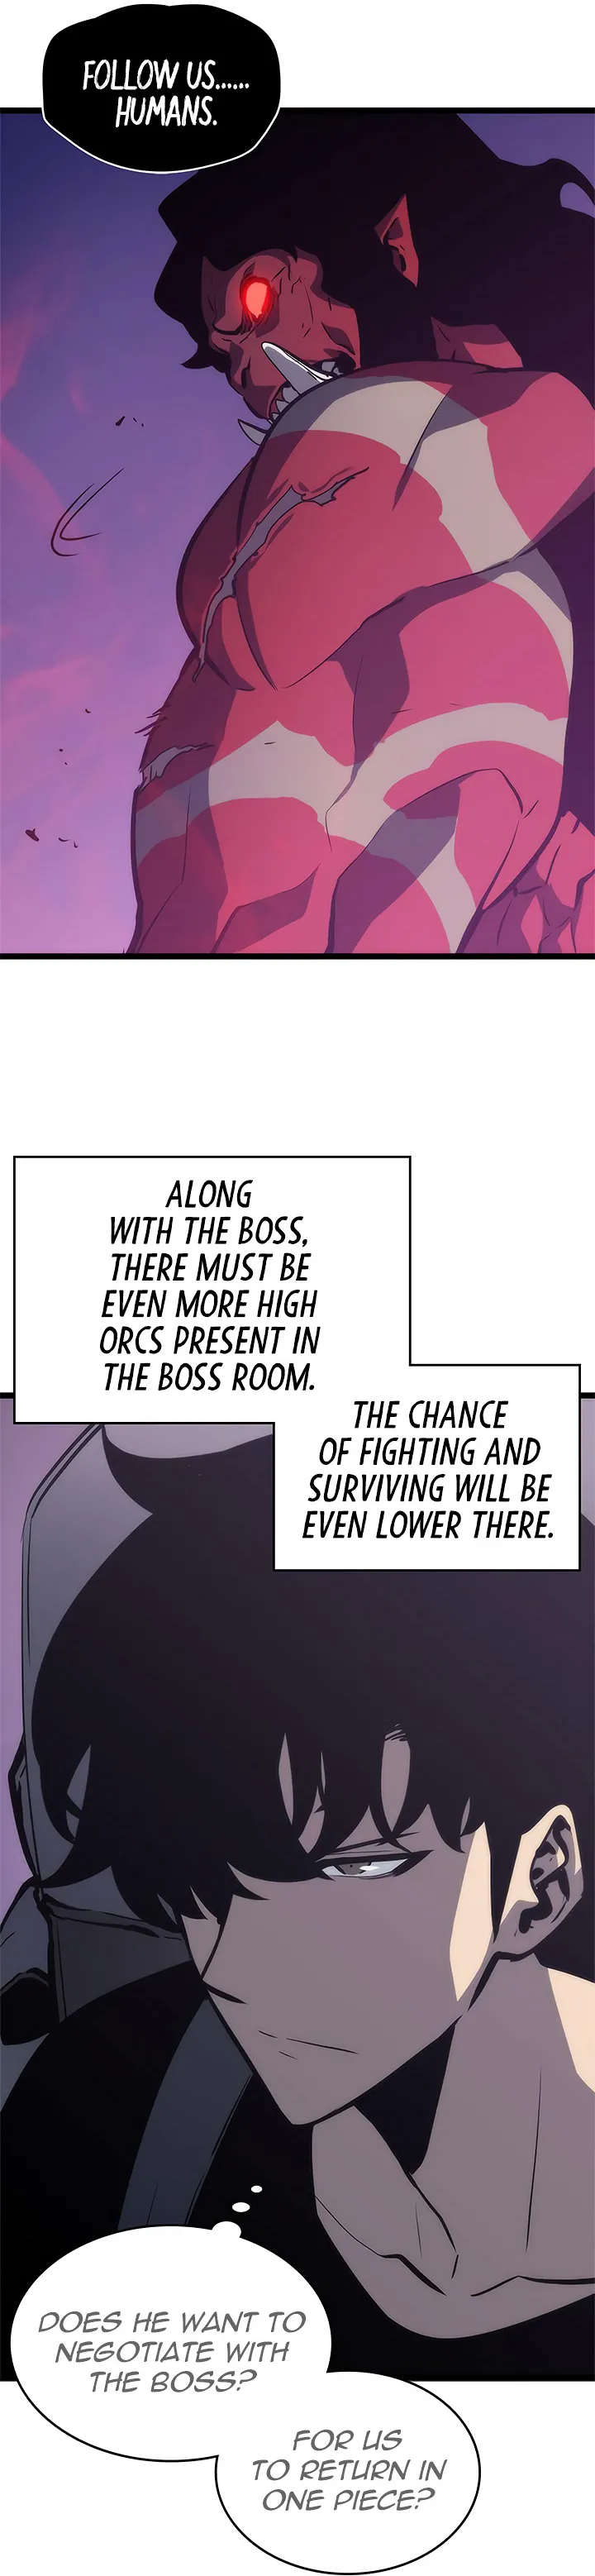 FOLLOW US......
HUMANS.
ALONG
WITH THE BOSS,
THERE MUST BE
EVEN MORE HIGH
ORCS PRESENT IN
THE BOSS ROOM.
THE CHANCE
OF FIGHTING AND
SURVIVING WILL BE
EVEN LOWER THERE.
DOES HE WANT TO
NEGOTIATE WITH
THE BOSS?
FOR US
TO RETURN IN
ONE PIECE?